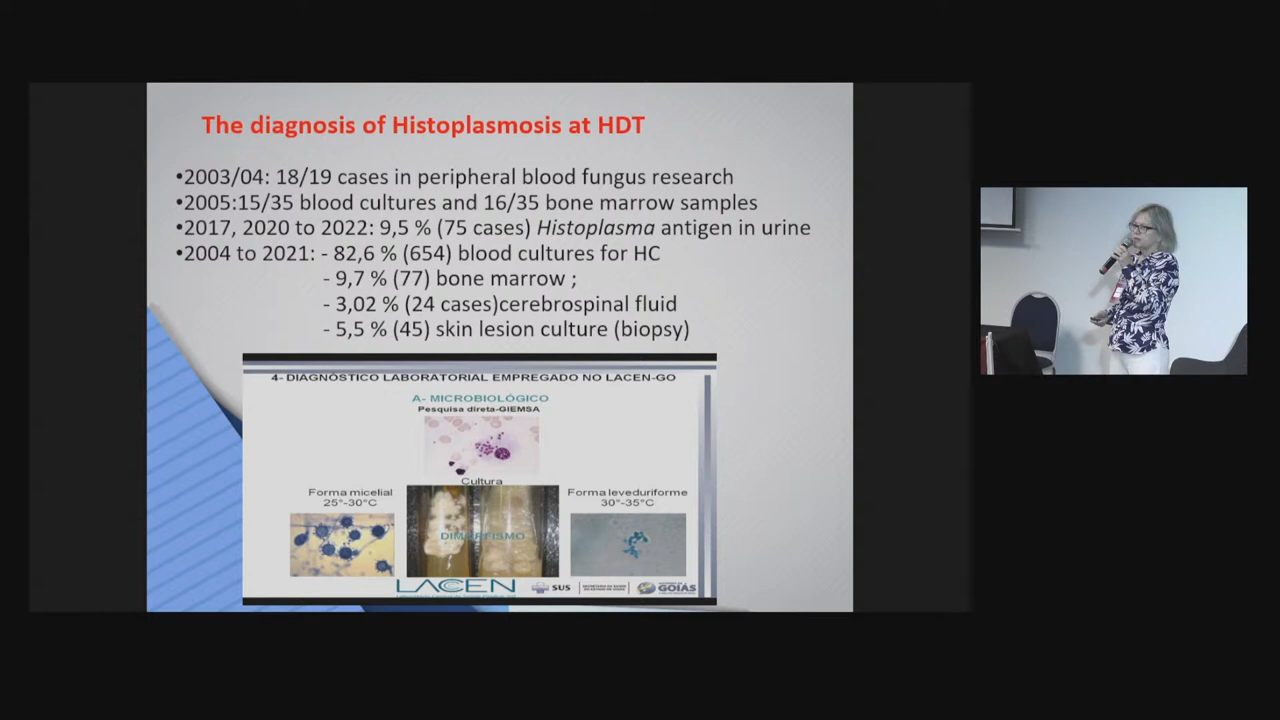 The diagnosis of Histoplasmosis at HDT
•2003/04: 18/19 cases in peripheral blood fungus research
•2005:15/35 blood cultures and 16/35 bone marrow samples
•2017, 2020 to 2022: 9,5 % (75 cases) Histoplasma antigen in urine
•2004 to 2021: - 82,6 % (654) blood cultures for HC
- 9,7 % (77) bone marrow ;
- 3,02 % (24 cases)cerebrospinal fluid
- 5,5 % (45) skin lesion culture (biopsy)
4- DIAGNÓSTICO LABORATORIAL EMPREGADO NO LACEN-GO
A- MICROBIOLÓGICO
Pesquisa direta-GIEMSA
Cultura
Forma micelial
25°-30°C
Forma leveduriforme
30°-35°C
DIMORFISMO
LACEN
SUS
GOIÁS